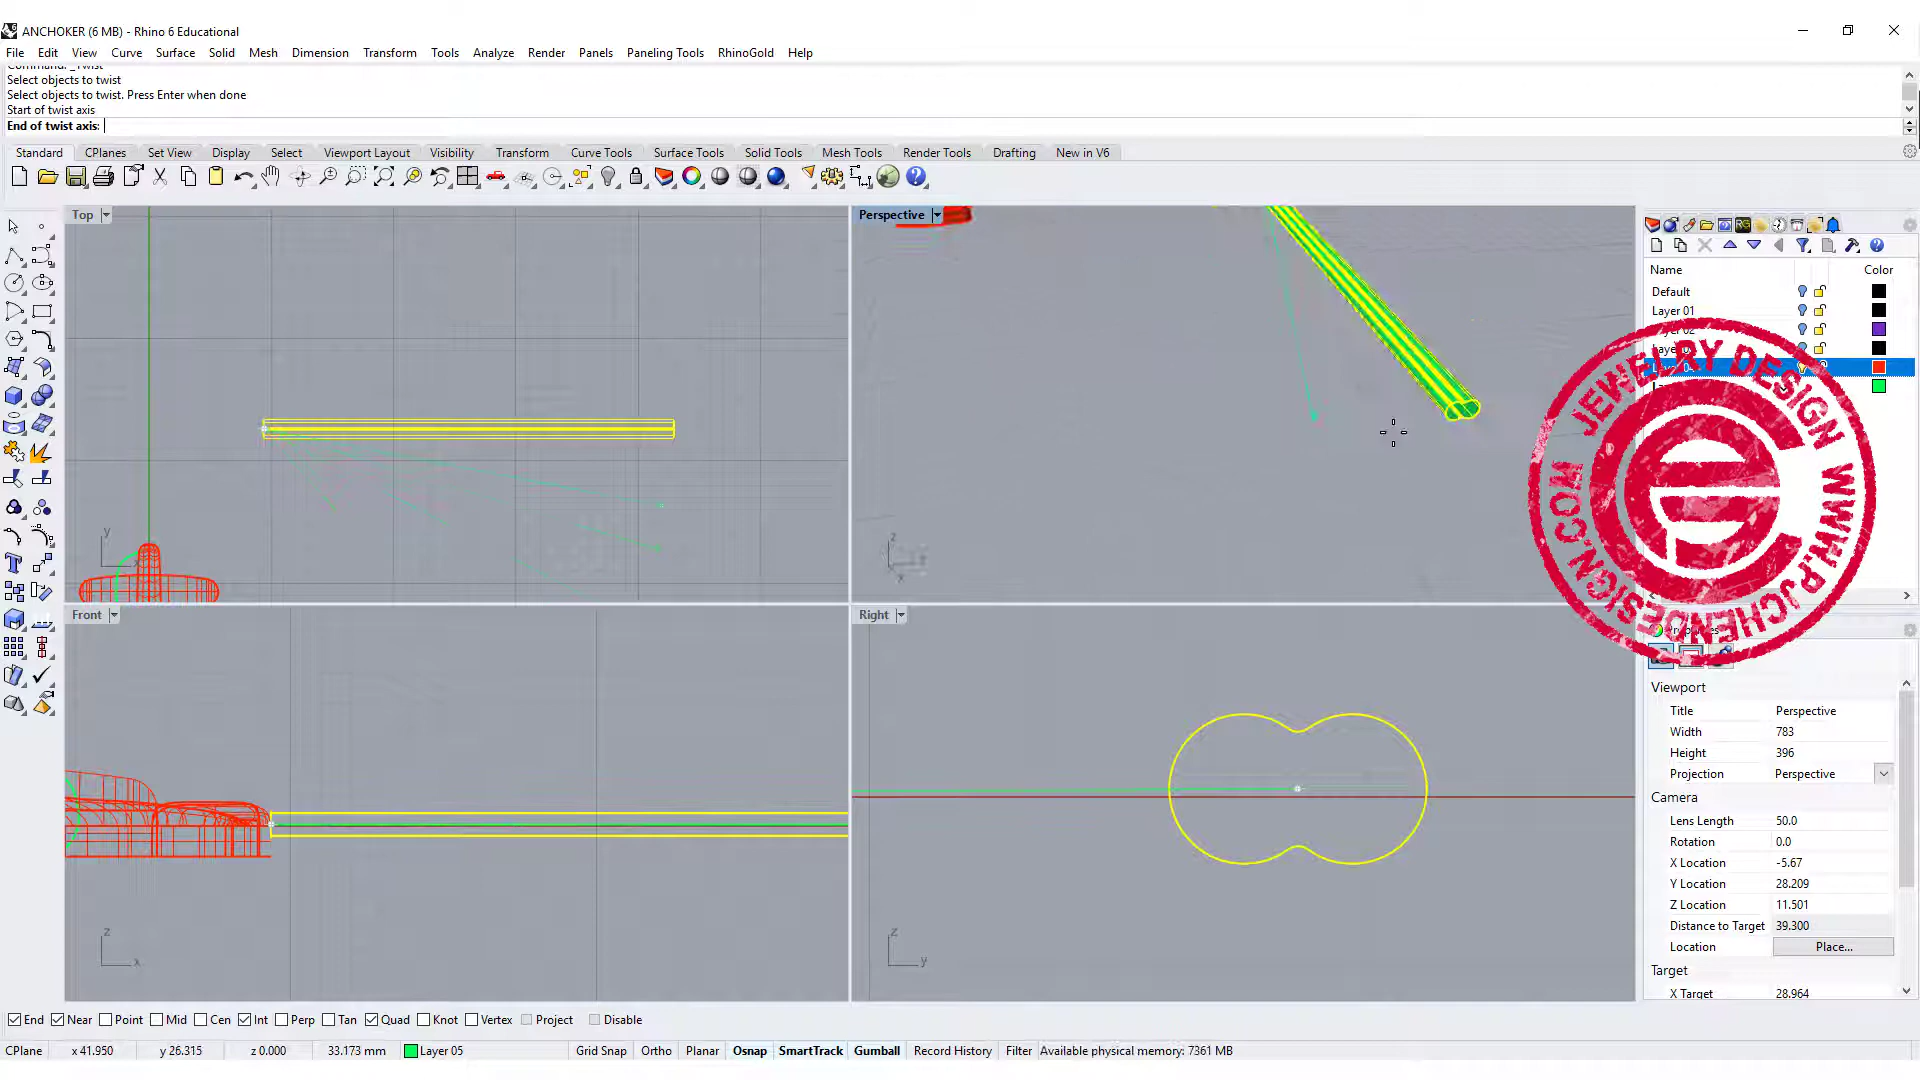 ANCHOKER (6 MB) - Rhino 6 Educational
File Edit View Curve Surface Solid Mesh Dimension Transform Tools Analyze Render Panels Paneling Tools RhinoGold Help
Command: _Twist
Select objects to twist
Select objects to twist. Press Enter when done
Start of twist axis
End of twist axis:
Standard CPlanes Set View Display Select Viewport Layout Visibility Transform Curve Tools Surface Tools Solid Tools Mesh Tools Render Tools Drafting New in V6
Top
Perspective
Name Color
Default
Layer 01
JEWELRY DESIGN
WWW.PJCHENDESIGN.COM
y
z
x
Front
Right
Viewport
Title Perspective
Width 783
Height 396
Projection Perspective
Camera
Lens Length 50.0
Rotation 0.0
X Location -5.67
Y Location 28.209
Z Location 11.501
Distance to Target 39.300
Location Place...
Target
X Target 28.964
z
x
z
y
End Near Point Mid Cen Int Perp Tan Quad Knot Vertex Project Disable
CPlane x 41.950 y 26.315 z 0.000 33.173 mm Layer 05 Grid Snap Ortho Planar Osnap SmartTrack Gumball Record History Filter Available physical memory: 7361 MB